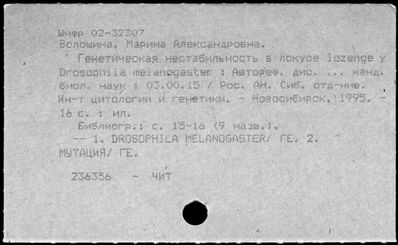 Шифр 02-32307
Волошина, Марина Александровна.
Генетическая нестабильность в локусе lozenge у
Drosophila melanogaster : Автореф. дис. ... канд.
биол. наук : 03.00.15 / Рос. АН. Сиб. отд-ние.
Ин-т цитологии и генетики. - Новосибирск, 1995. -
16 с. : ил.
Библиогр.: с. 15-16 (9 назв.).
-- 1. DROSOPHILA MELANOGASTER/ ГЕ. 2.
МУТАЦИЯ/ ГЕ.
236336 - ЧИТ